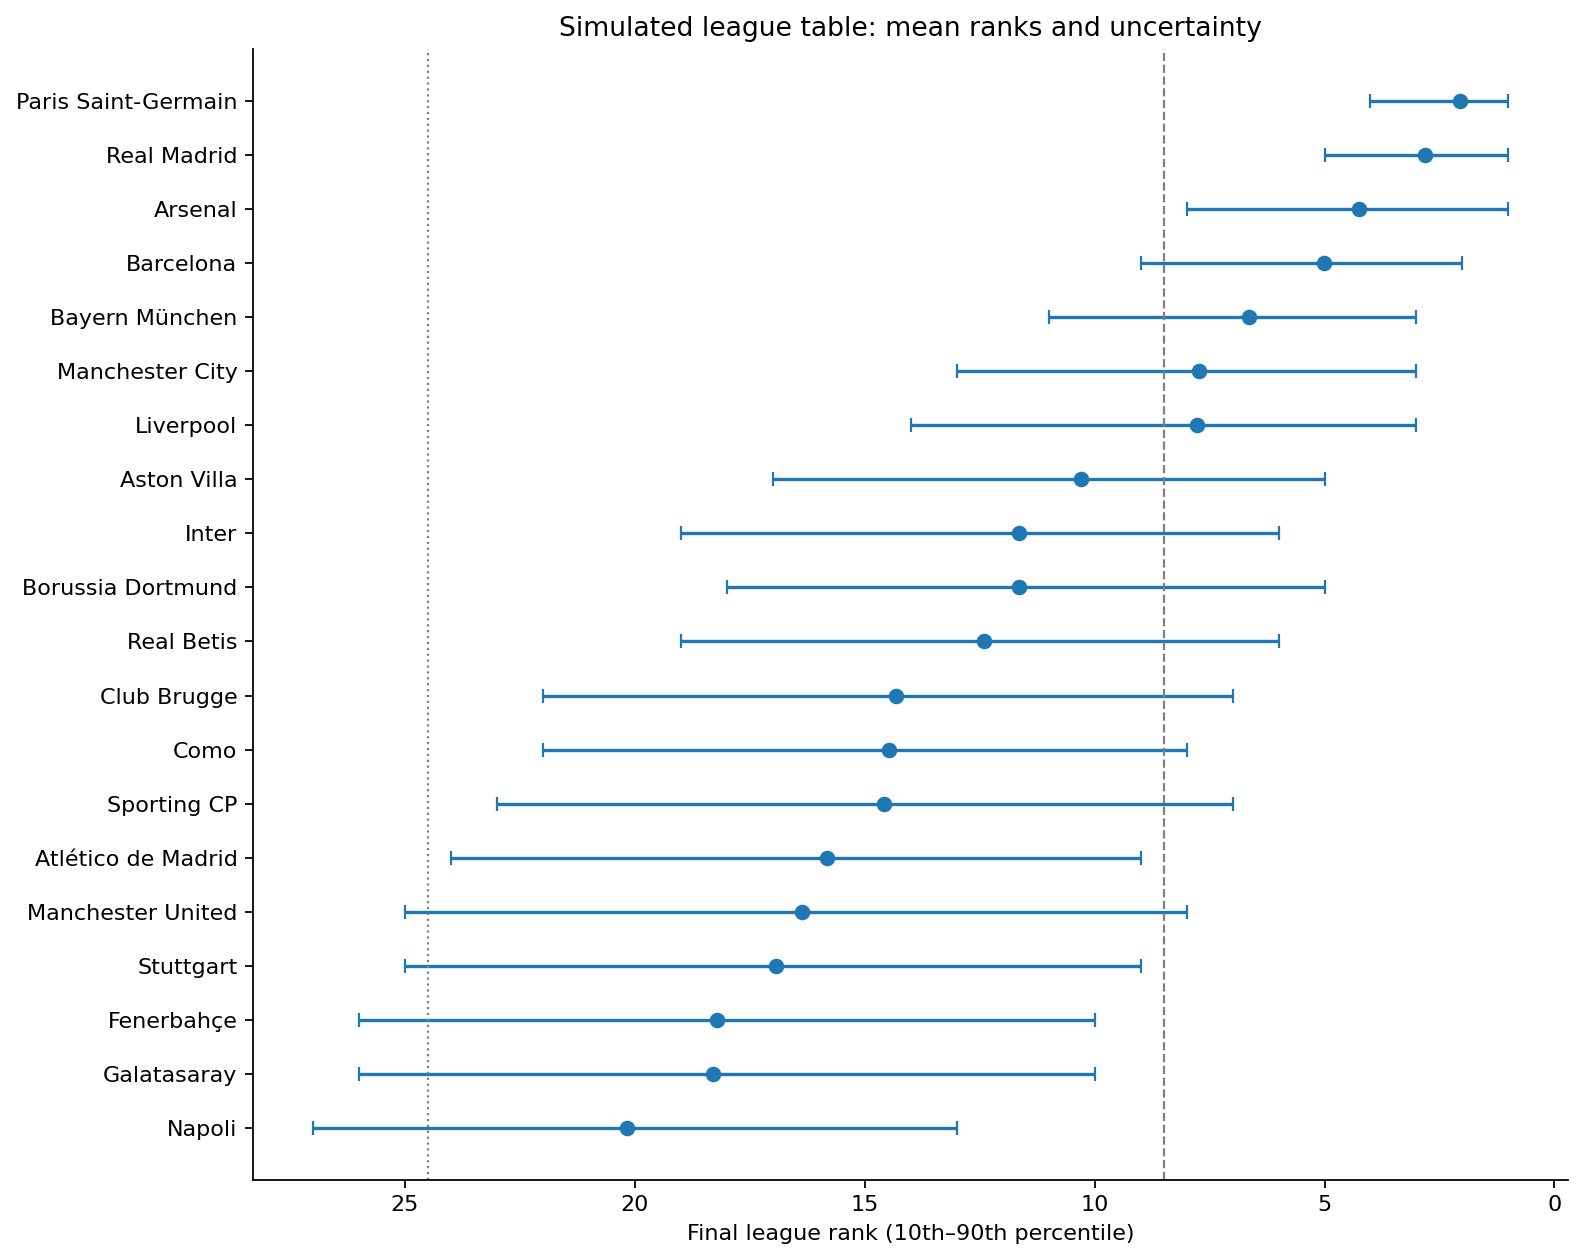 Simulated league table: mean ranks and uncertainty
Paris Saint-Germain
Real Madrid
Arsenal
Barcelona
Bayern München
Manchester City
Liverpool
Aston Villa
Inter
Borussia Dortmund
Real Betis
Club Brugge
Como
Sporting CP
Atlético de Madrid
Manchester United
Stuttgart
Fenerbahçe
Galatasaray
Napoli
25 20 15 10 5 0
Final league rank (10th–90th percentile)